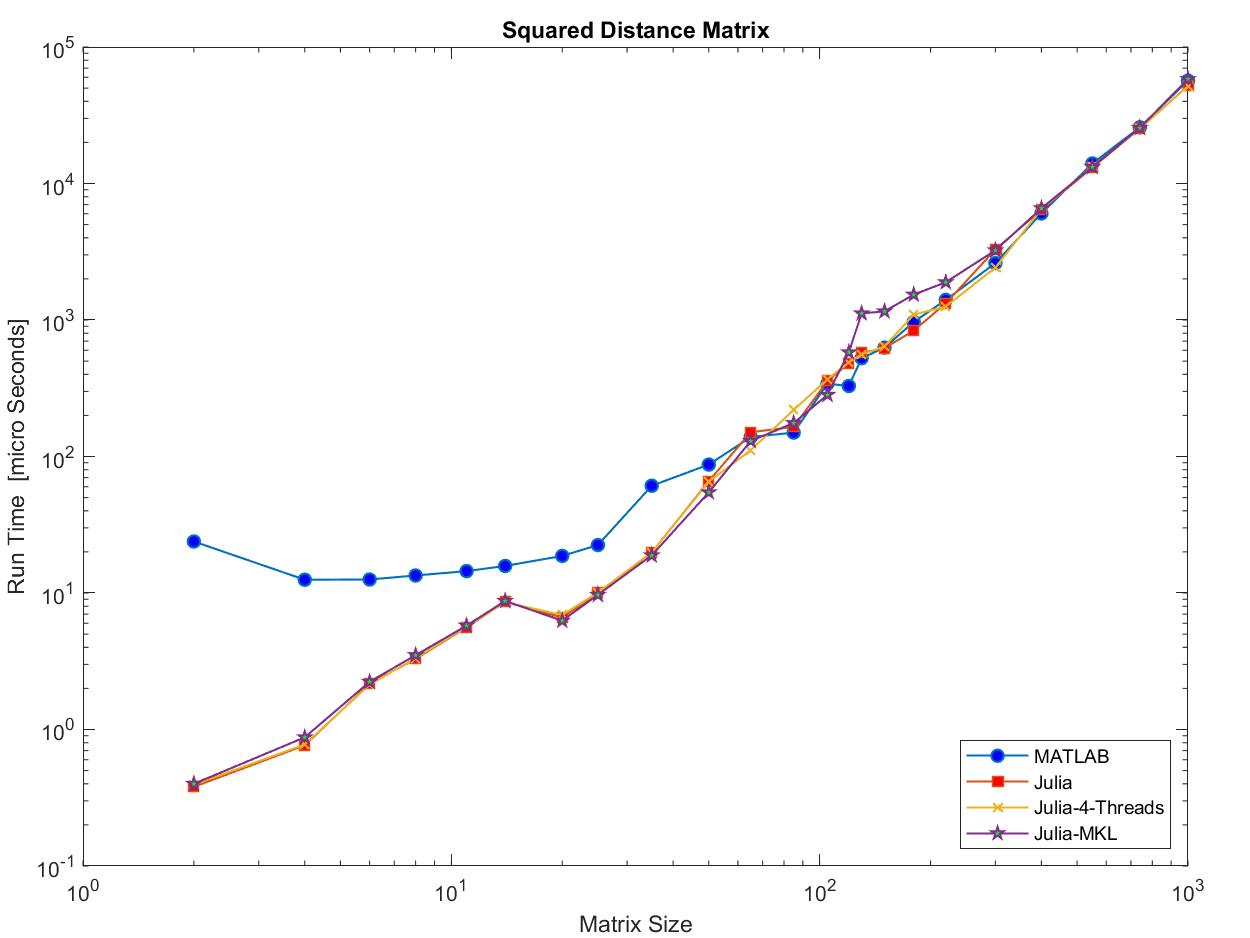 Squared Distance Matrix
10^5
10^4
10^3
10^2
10^1
10^0
10^-1
Run Time  [micro Seconds]
10^0 10^1 10^2 10^3
Matrix Size
MATLAB
Julia
Julia-4-Threads
Julia-MKL